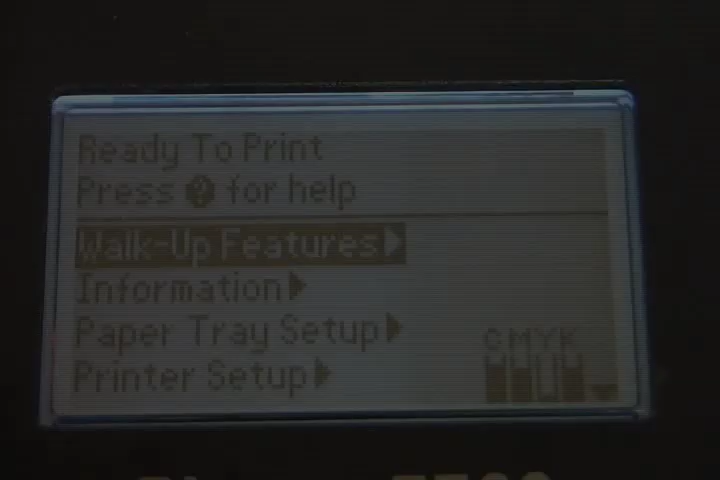 Ready To Print
Press ? for help
Walk-Up Features
Information
Paper Tray Setup
Printer Setup
CMYK